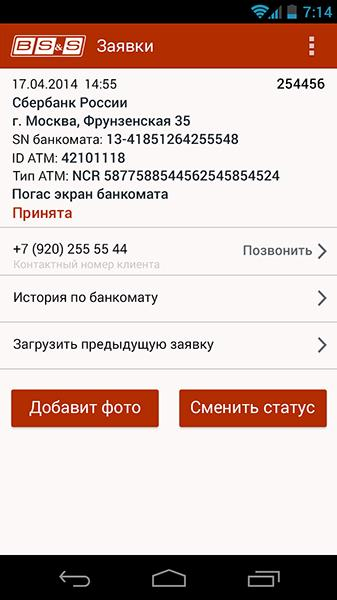 7:14
BS&S Заявки
17.04.2014 14:55 254456
Сбербанк России
г. Москва, Фрунзенская 35
SN банкомата: 13-41851264255548
ID ATM: 42101118
Тип ATM: NCR 5877588544562545854524
Погас экран банкомата
Принята
+7 (920) 255 55 44 Позвонить
Контактный номер клиента
История по банкомату
Загрузить предыдущую заявку
Добавит фото Сменить статус